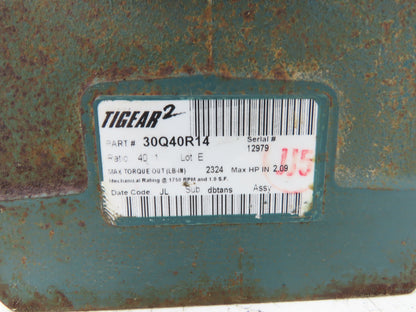 TIGEAR2
PART # 30Q40R14 Serial #
12979
Ratio 40 1 Lot E
MAX TORQUE OUT (LB-IN) 2324 Max HP IN 2.09
Mechanical Rating @ 1750 RPM and 1.0 S.F.
Date Code JL Sub dbtans Assy